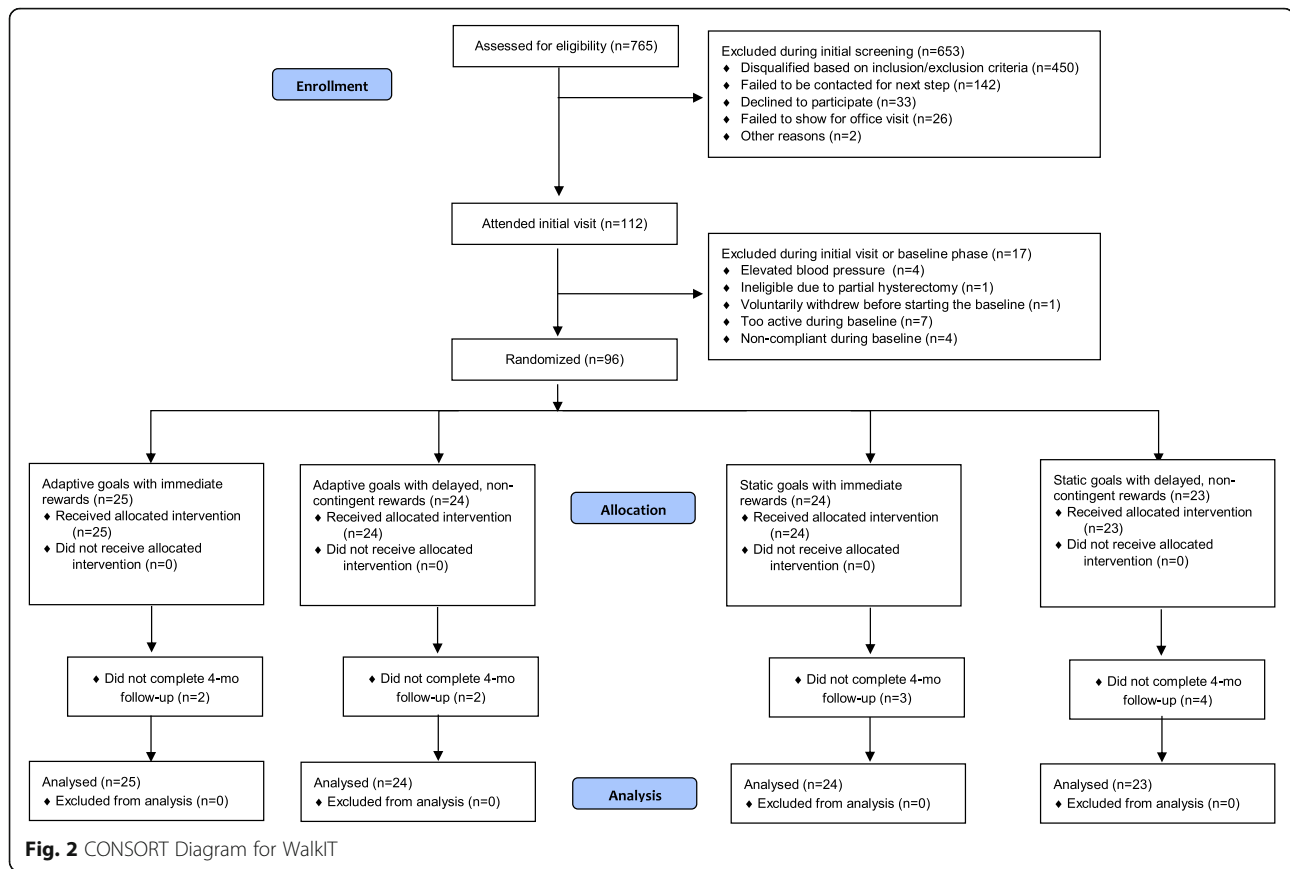 Assessed for eligibility (n=765)
Excluded during initial screening (n=653)
♦ Disqualified based on inclusion/exclusion criteria (n=450)
♦ Failed to be contacted for next step (n=142)
♦ Declined to participate (n=33)
♦ Failed to show for office visit (n=26)
♦ Other reasons (n=2)
Enrollment
Attended initial visit (n=112)
Excluded during initial visit or baseline phase (n=17)
♦ Elevated blood pressure (n=4)
♦ Ineligible due to partial hysterectomy (n=1)
♦ Voluntarily withdrew before starting the baseline (n=1)
♦ Too active during baseline (n=7)
♦ Non-compliant during baseline (n=4)
Randomized (n=96)
Adaptive goals with immediate
rewards (n=25)
♦ Received allocated intervention
(n=25)
♦ Did not receive allocated
intervention (n=0)
Adaptive goals with delayed, non-
contingent rewards (n=24)
♦ Received allocated intervention
(n=24)
♦ Did not receive allocated
intervention (n=0)
Allocation
Static goals with immediate
rewards (n=24)
♦ Received allocated intervention
(n=24)
♦ Did not receive allocated
intervention (n=0)
Static goals with delayed, non-
contingent rewards (n=23)
♦ Received allocated intervention
(n=23)
♦ Did not receive allocated
intervention (n=0)
♦ Did not complete 4-mo
follow-up (n=2)
♦ Did not complete 4-mo
follow-up (n=2)
♦ Did not complete 4-mo
follow-up (n=3)
♦ Did not complete 4-mo
follow-up (n=4)
Analysed (n=25)
♦ Excluded from analysis (n=0)
Analysed (n=24)
♦ Excluded from analysis (n=0)
Analysis
Analysed (n=24)
♦ Excluded from analysis (n=0)
Analysed (n=23)
♦ Excluded from analysis (n=0)
Fig. 2 CONSORT Diagram for WalkIT